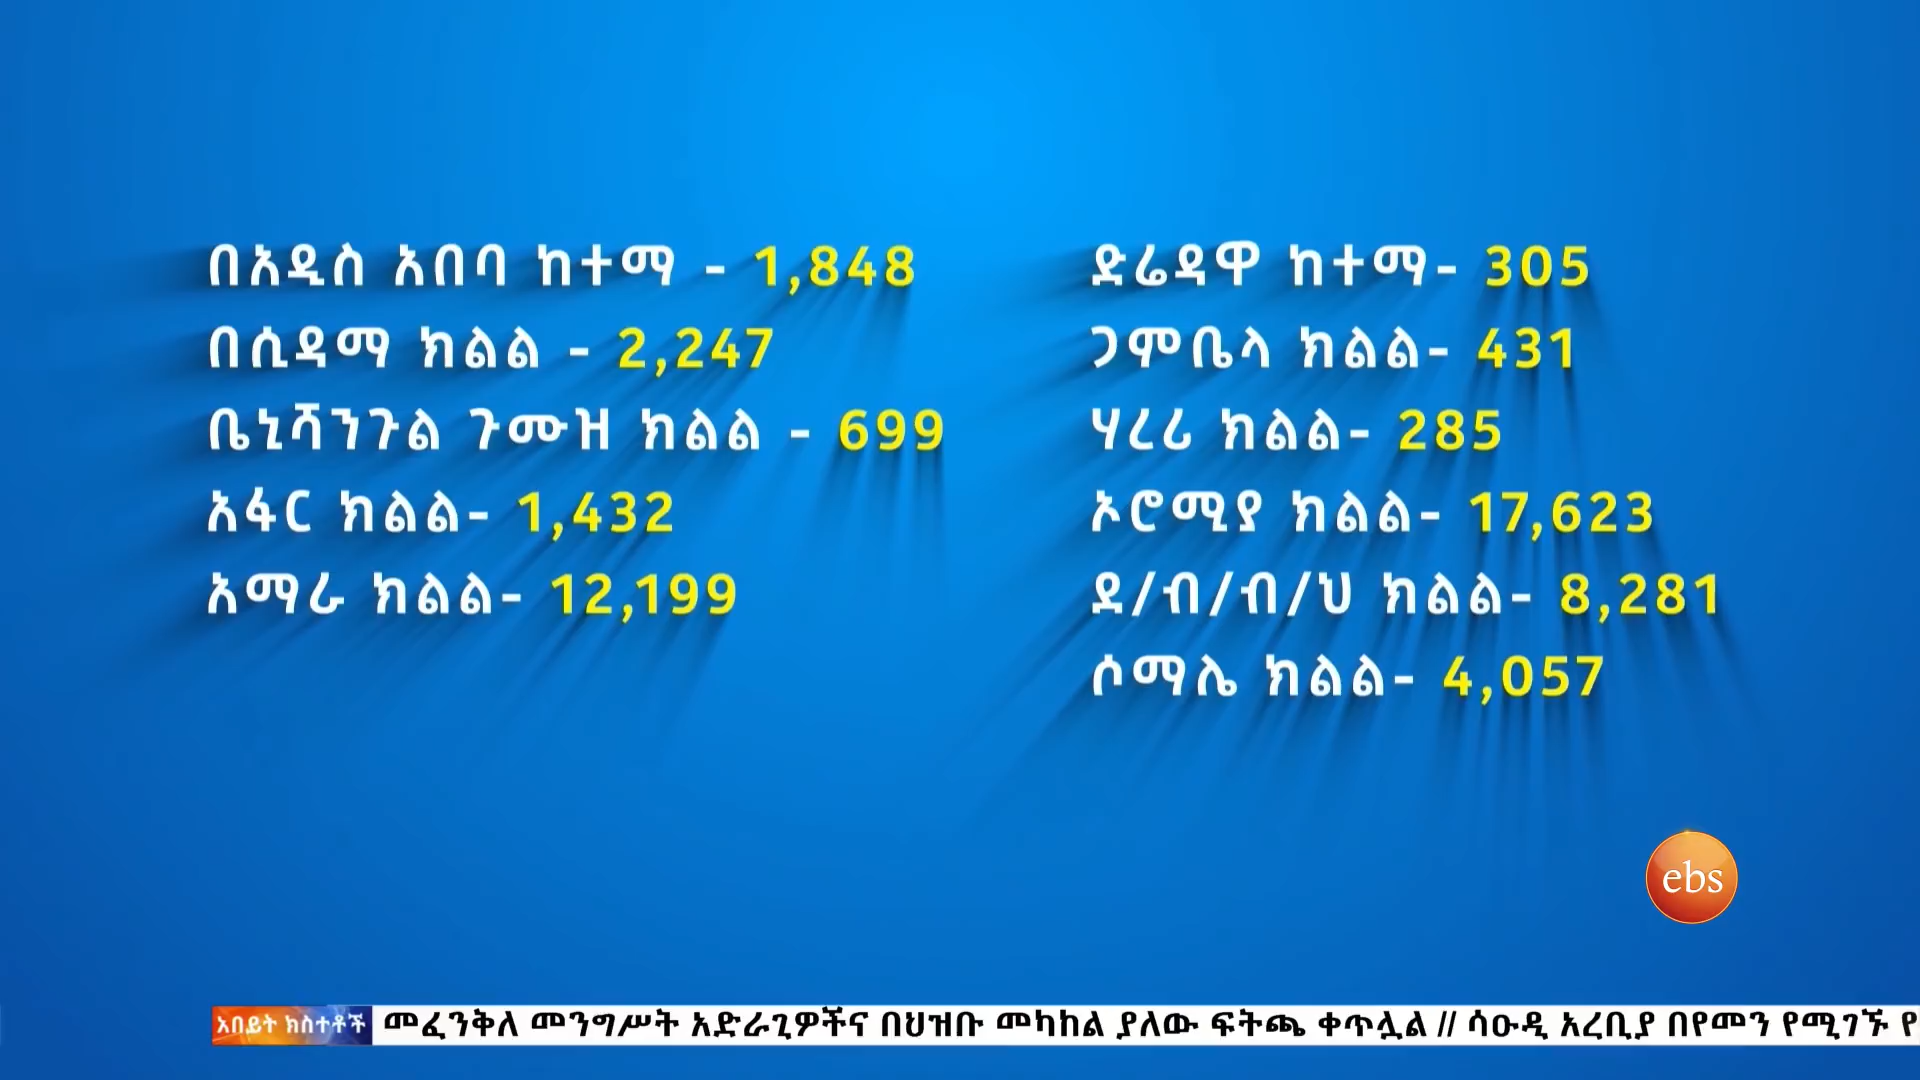 በአዲስ አበባ ከተማ - 1,848
በሲዳማ ክልል - 2,247
ቤኒሻንጉል ጉሙዝ ክልል - 699
አፋር ክልል- 1,432
አማራ ክልል- 12,199
ድሬዳዋ ከተማ- 305
ጋምቤላ ክልል- 431
ሃረሪ ክልል- 285
ኦሮሚያ ክልል- 17,623
ደ/ብ/ብ/ህ ክልል- 8,281
ሶማሌ ክልል- 4,057
ebs
አበይት ክስተቶች መፈንቅለ መንግሥት አድራጊዎችና በህዝቡ መካከል ያለው ፍትጫ ቀጥሏል // ሳዑዲ አረቢያ በየመን የሚገኙ የ